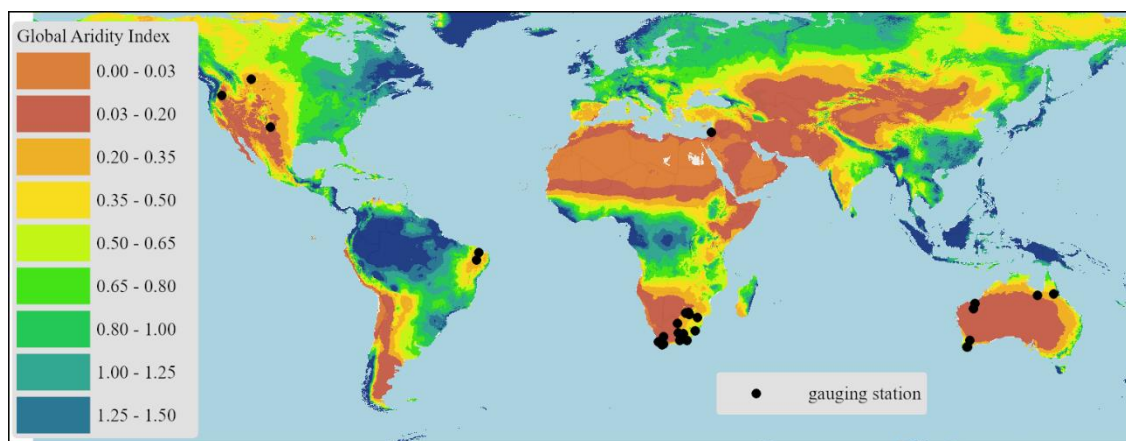 Global Aridity Index
0.00 - 0.03
0.03 - 0.20
0.20 - 0.35
0.35 - 0.50
0.50 - 0.65
0.65 - 0.80
0.80 - 1.00
1.00 - 1.25
1.25 - 1.50
gauging station